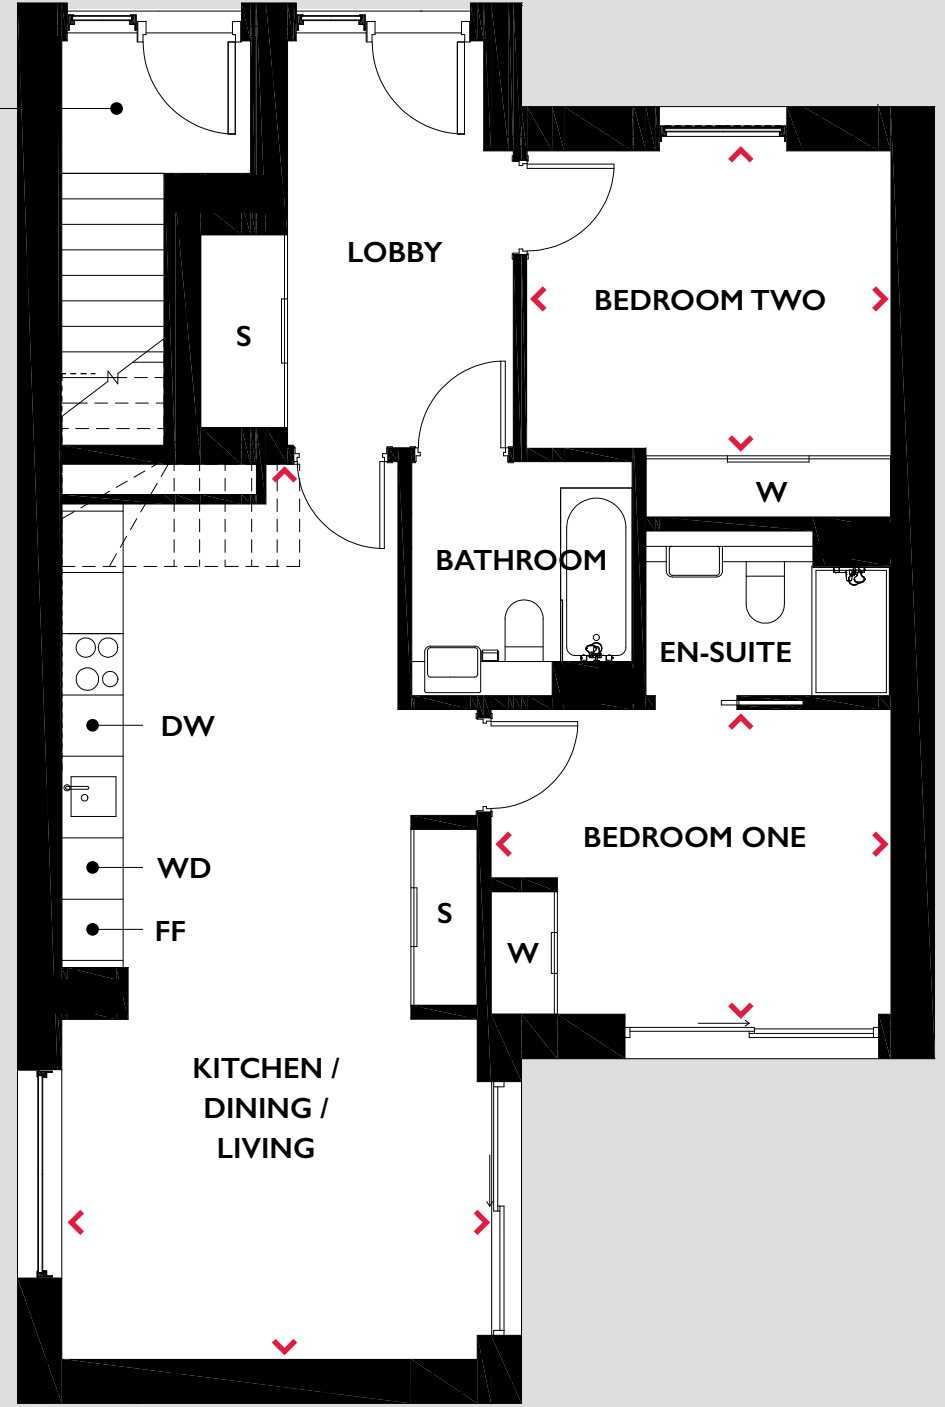 LOBBY
BEDROOM TWO
S
W
BATHROOM
EN-SUITE
DW
BEDROOM ONE
WD
S
FF
W
KITCHEN /
DINING /
LIVING